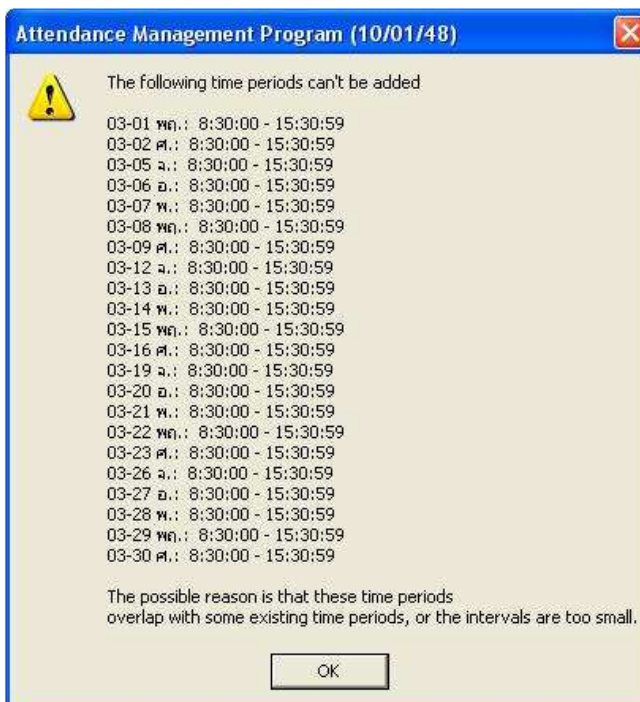 Attendance Management Program (10/01/48)
The following time periods can't be added
03-01 พฤ.: 8:30:00 - 15:30:59
03-02 ศ.: 8:30:00 - 15:30:59
03-05 จ.: 8:30:00 - 15:30:59
03-06 อ.: 8:30:00 - 15:30:59
03-07 พ.: 8:30:00 - 15:30:59
03-08 พฤ.: 8:30:00 - 15:30:59
03-09 ศ.: 8:30:00 - 15:30:59
03-12 จ.: 8:30:00 - 15:30:59
03-13 อ.: 8:30:00 - 15:30:59
03-14 พ.: 8:30:00 - 15:30:59
03-15 พฤ.: 8:30:00 - 15:30:59
03-16 ศ.: 8:30:00 - 15:30:59
03-19 จ.: 8:30:00 - 15:30:59
03-20 อ.: 8:30:00 - 15:30:59
03-21 พ.: 8:30:00 - 15:30:59
03-22 พฤ.: 8:30:00 - 15:30:59
03-23 ศ.: 8:30:00 - 15:30:59
03-26 จ.: 8:30:00 - 15:30:59
03-27 อ.: 8:30:00 - 15:30:59
03-28 พ.: 8:30:00 - 15:30:59
03-29 พฤ.: 8:30:00 - 15:30:59
03-30 ศ.: 8:30:00 - 15:30:59
The possible reason is that these time periods
overlap with some existing time periods, or the intervals are too small.
OK